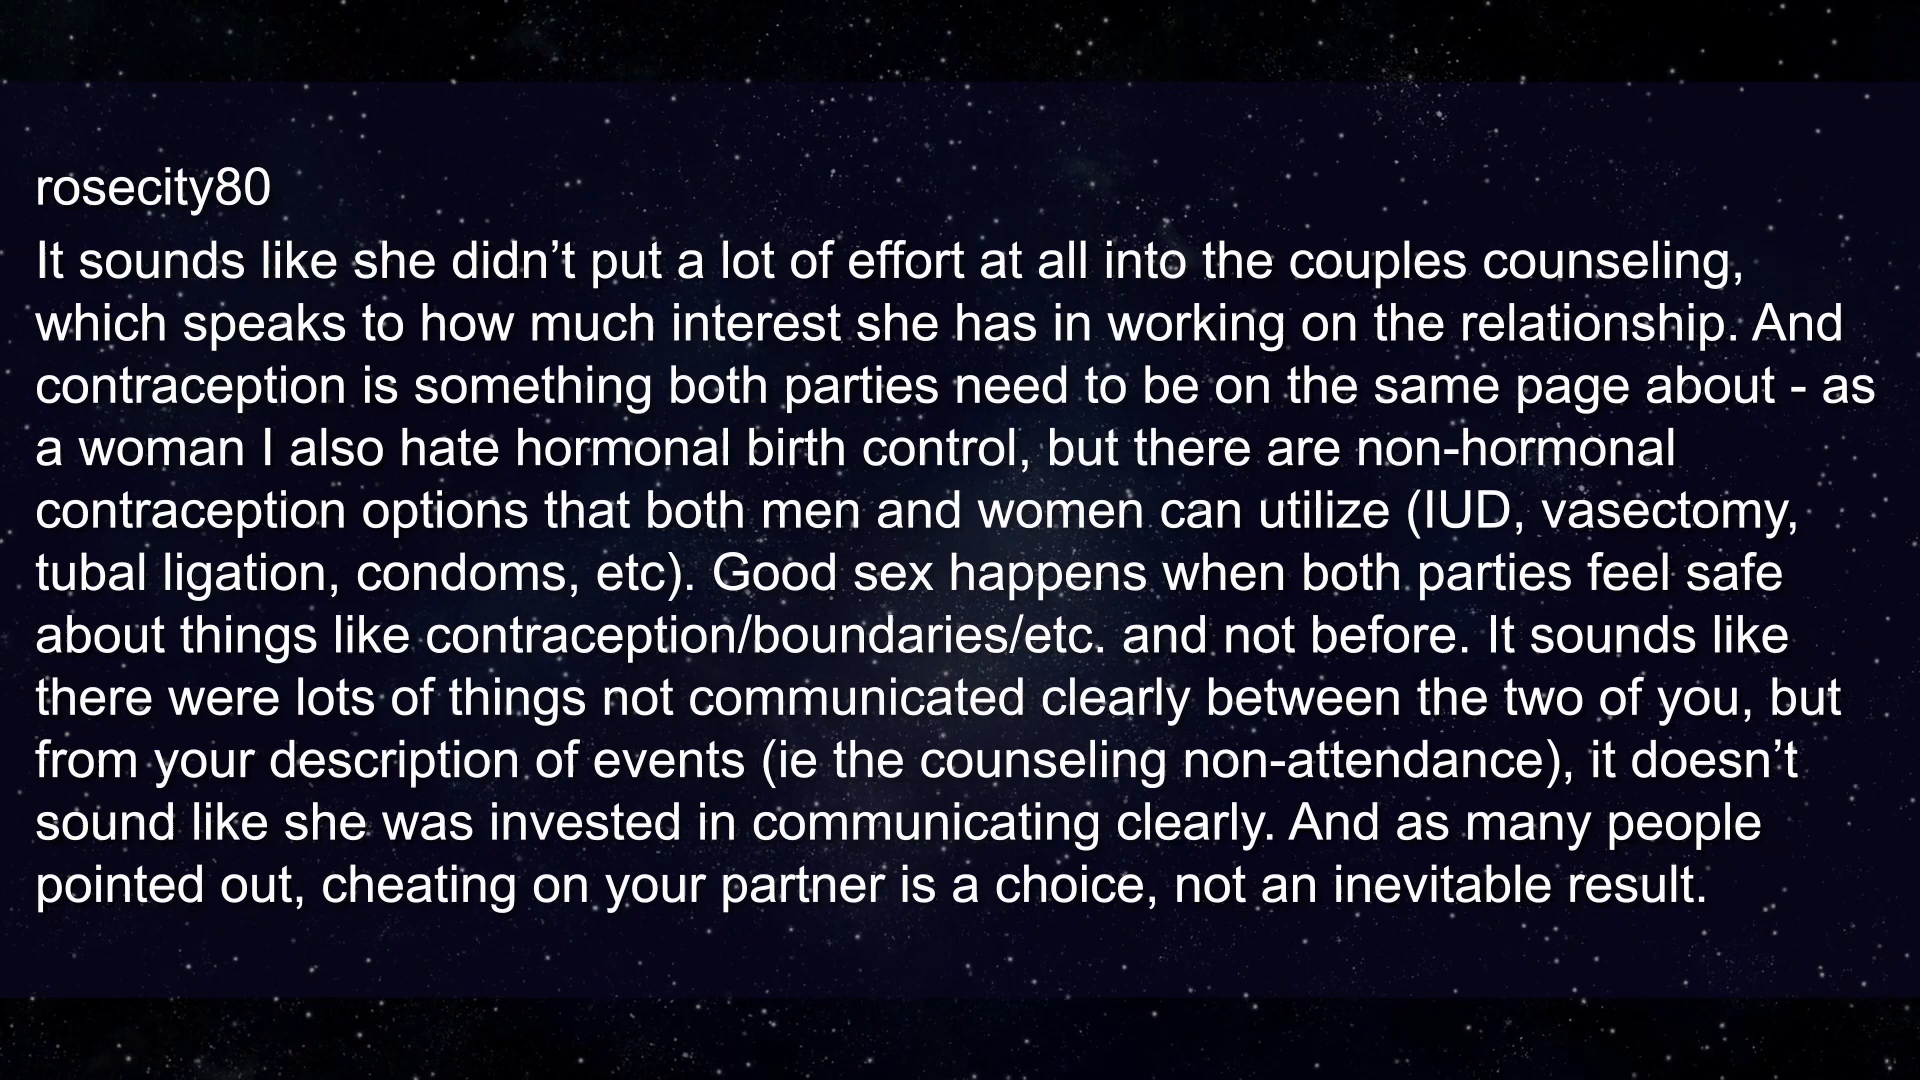 rosecity80
It sounds like she didn’t put a lot of effort at all into the couples counseling,
which speaks to how much interest she has in working on the relationship. And
contraception is something both parties need to be on the same page about - as
a woman I also hate hormonal birth control, but there are non-hormonal
contraception options that both men and women can utilize (IUD, vasectomy,
tubal ligation, condoms, etc). Good sex happens when both parties feel safe
about things like contraception/boundaries/etc. and not before. It sounds like
there were lots of things not communicated clearly between the two of you, but
from your description of events (ie the counseling non-attendance), it doesn’t
sound like she was invested in communicating clearly. And as many people
pointed out, cheating on your partner is a choice, not an inevitable result.